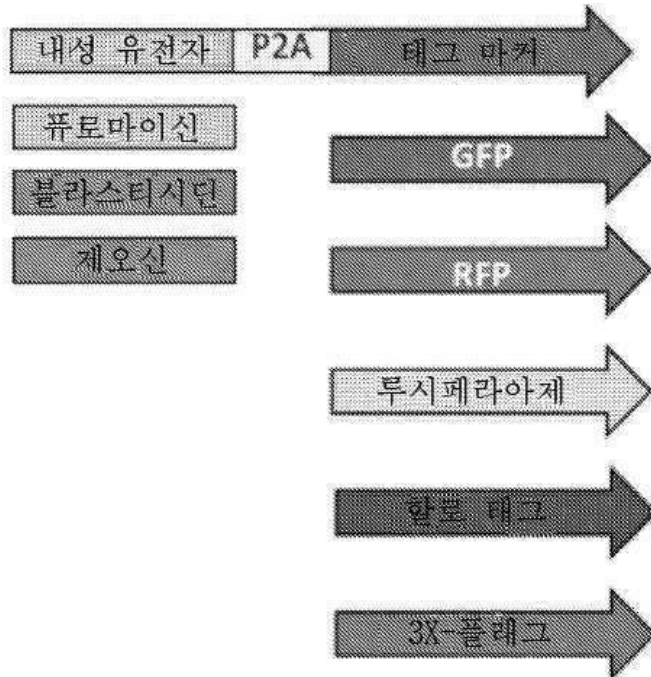 내성 유전자 P2A 태그 마커
퓨로마이신
GFP
블라스티시딘
제오신
RFP
루시페라아제
할로 태그
3X-플래그